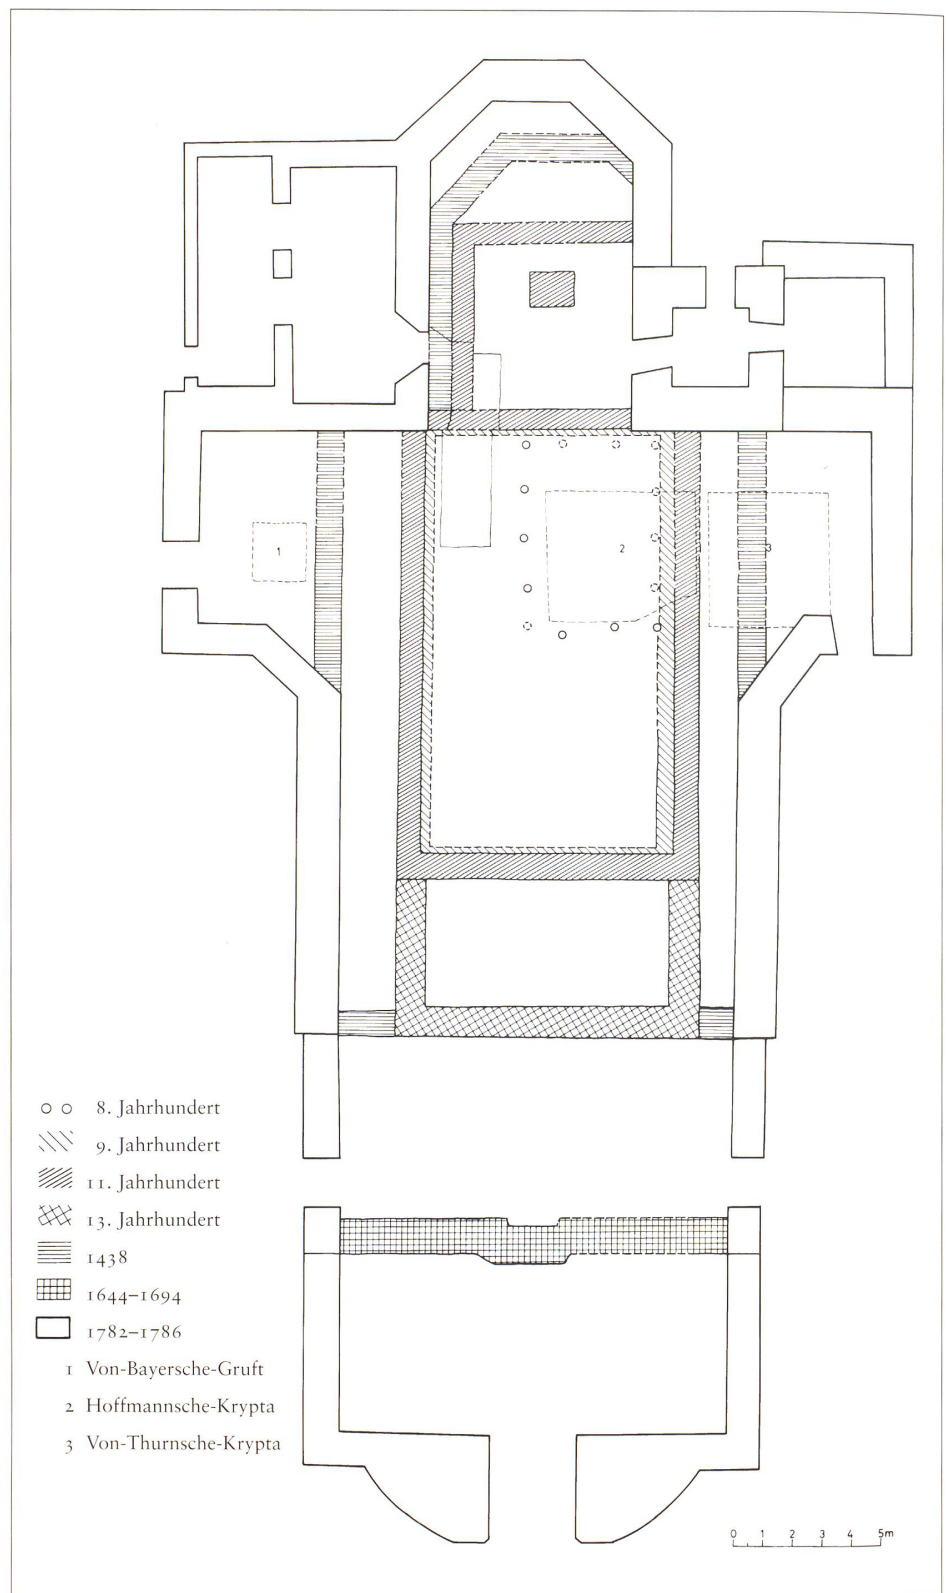 1
2
3
8. Jahrhundert
9. Jahrhundert
11. Jahrhundert
13. Jahrhundert
1438
1644–1694
1782–1786
1 Von-Bayersche-Gruft
2 Hoffmannsche-Krypta
3 Von-Thurnsche-Krypta
0 1 2 3 4 5m